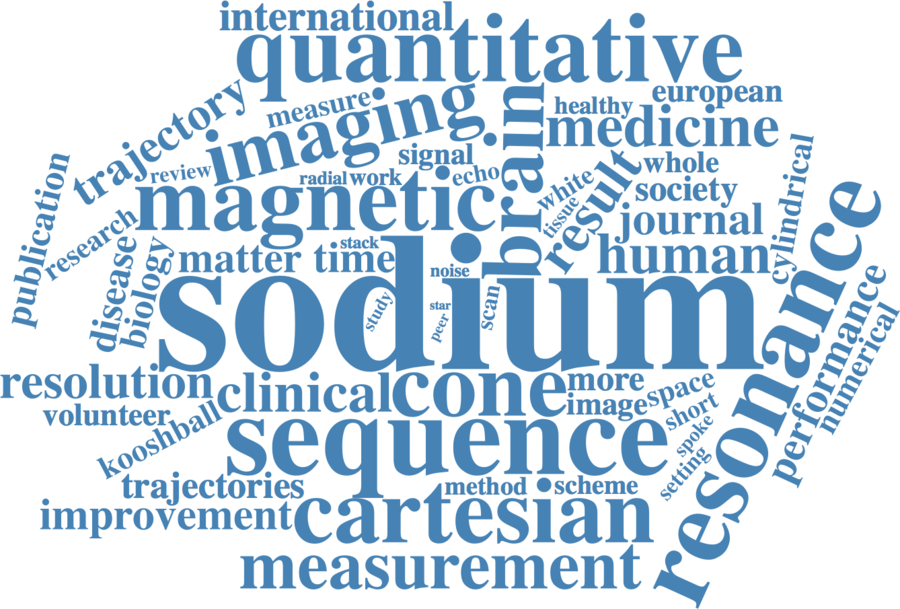 international
quantitative
trajectory
measure
imaging
brain
healthy
european
medicine
signal
review
radial
work
echo
white
tissue
result
whole
society
journal
cylindrical
publication
research
magnetic
human
disease
biology
matter
time
stack
noise
sodium
study
star
peer
scan
resonance
performance
numerical
resolution
clinical
cone
more
image
space
short
spoke
setting
volunteer
kooshball
sequence
trajectories
method
scheme
improvement
cartesian
measurement